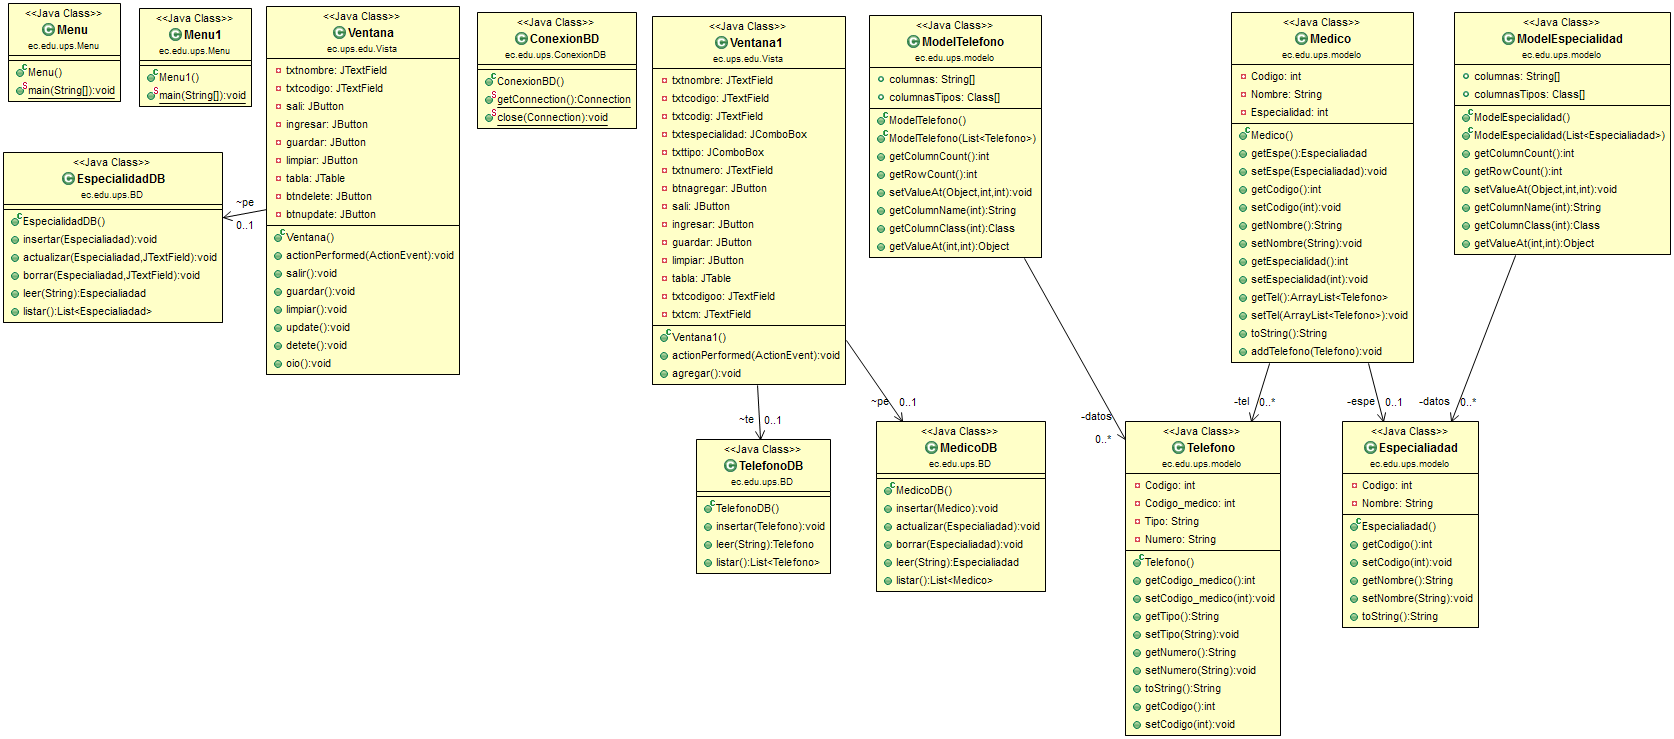 <<Java Class>>
Menu
ec.edu.ups.Menu
Menu()
main(String[]):void
<<Java Class>>
Menu1
ec.edu.ups.Menu
Menu1()
main(String[]):void
<<Java Class>>
Ventana
ec.ups.edu.Vista
txtnombre: JTextField
txtcodigo: JTextField
sali: JButton
ingresar: JButton
guardar: JButton
limpiar: JButton
tabla: JTable
btndelete: JButton
btnupdate: JButton
Ventana()
actionPerformed(ActionEvent):void
salir():void
guardar():void
limpiar():void
update():void
detete():void
oio():void
<<Java Class>>
ConexionBD
ec.edu.ups.ConexionDB
ConexionBD()
getConnection():Connection
close(Connection):void
<<Java Class>>
Ventana1
ec.ups.edu.Vista
txtnombre: JTextField
txtcodigo: JTextField
txtcodig: JTextField
txtespecialidad: JComboBox
txttipo: JComboBox
txtnumero: JTextField
btnagregar: JButton
sali: JButton
ingresar: JButton
guardar: JButton
limpiar: JButton
tabla: JTable
txtcodigoo: JTextField
txtcm: JTextField
Ventana1()
actionPerformed(ActionEvent):void
agregar():void
<<Java Class>>
ModelTelefono
ec.edu.ups.modelo
columnas: String[]
columnasTipos: Class[]
ModelTelefono()
ModelTelefono(List<Telefono>)
getColumnCount():int
getRowCount():int
setValueAt(Object,int,int):void
getColumnName(int):String
getColumnClass(int):Class
getValueAt(int,int):Object
<<Java Class>>
Medico
ec.edu.ups.modelo
Codigo: int
Nombre: String
Especialidad: int
Medico()
getEspe():Especialiadad
setEspe(Especialiadad):void
getCodigo():int
setCodigo(int):void
getNombre():String
setNombre(String):void
getEspecialidad():int
setEspecialidad(int):void
getTel():ArrayList<Telefono>
setTel(ArrayList<Telefono>):void
toString():String
addTelefono(Telefono):void
<<Java Class>>
ModelEspecialidad
ec.edu.ups.modelo
columnas: String[]
columnasTipos: Class[]
ModelEspecialidad()
ModelEspecialidad(List<Especialiadad>)
getColumnCount():int
getRowCount():int
setValueAt(Object,int,int):void
getColumnName(int):String
getColumnClass(int):Class
getValueAt(int,int):Object
<<Java Class>>
EspecialidadDB
ec.edu.ups.BD
EspecialidadDB()
insertar(Especialiadad):void
actualizar(Especialiadad,JTextField):void
borrar(Especialiadad,JTextField):void
leer(String):Especialiadad
listar():List<Especialiadad>
~pe
0..1
~te
0..1
~pe
0..1
-datos
0..*
-tel
0..*
-espe
0..1
-datos
0..*
<<Java Class>>
TelefonoDB
ec.edu.ups.BD
TelefonoDB()
insertar(Telefono):void
leer(String):Telefono
listar():List<Telefono>
<<Java Class>>
MedicoDB
ec.edu.ups.BD
MedicoDB()
insertar(Medico):void
actualizar(Especialiadad):void
borrar(Especialiadad):void
leer(String):Especialiadad
listar():List<Medico>
<<Java Class>>
Telefono
ec.edu.ups.modelo
Codigo: int
Codigo_medico: int
Tipo: String
Numero: String
Telefono()
getCodigo_medico():int
setCodigo_medico(int):void
getTipo():String
setTipo(String):void
getNumero():String
setNumero(String):void
toString():String
getCodigo():int
setCodigo(int):void
<<Java Class>>
Especialiadad
ec.edu.ups.modelo
Codigo: int
Nombre: String
Especialiadad()
getCodigo():int
setCodigo(int):void
getNombre():String
setNombre(String):void
toString():String